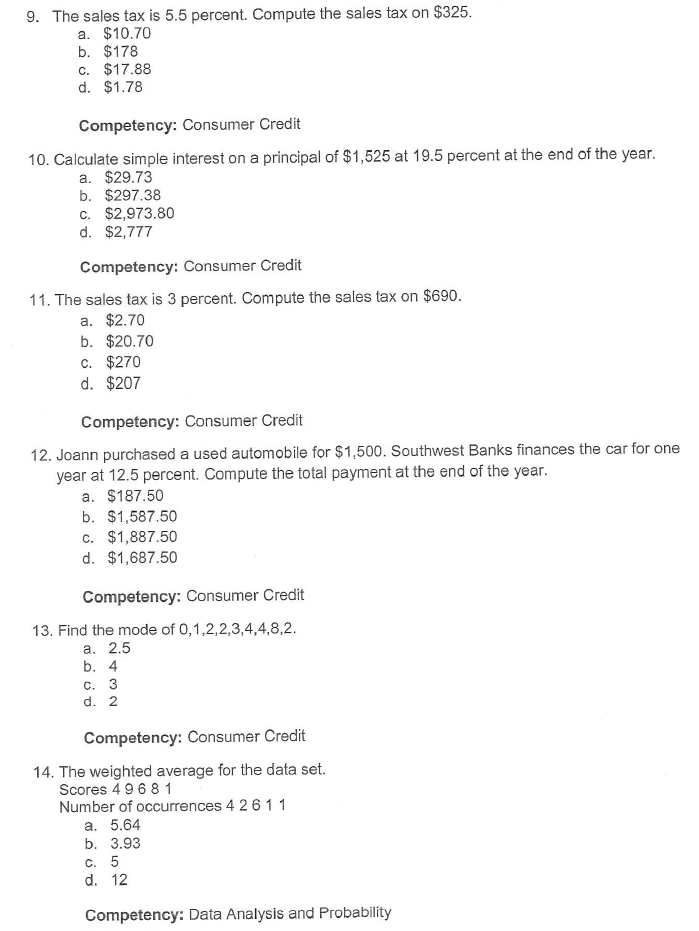 9. The sales tax is 5.5 percent. Compute the sales tax on $325.
a. $10.70
b. $178
c. $17.88
d. $1.78
Competency: Consumer Credit
10. Calculate simple interest on a principal of $1,525 at 19.5 percent at the end of the year.
a. $29.73
b. $297.38
c. $2,973.80
d. $2,777
Competency: Consumer Credit
11. The sales tax is 3 percent. Compute the sales tax on $690.
a. $2.70
b. $20.70
c. $270
d. $207
Competency: Consumer Credit
12. Joann purchased a used automobile for $1,500. Southwest Banks finances the car for one
year at 12.5 percent. Compute the total payment at the end of the year.
a. $187.50
b. $1,587.50
c. $1,887.50
d. $1,687.50
Competency: Consumer Credit
13. Find the mode of 0,1,2,2,3,4,4,8,2.
a. 2.5
b. 4
c. 3
d. 2
Competency: Consumer Credit
14. The weighted average for the data set.
Scores 4 9 6 8 1
Number of occurrences 4 2 6 1 1
a. 5.64
b. 3.93
c. 5
d. 12
Competency: Data Analysis and Probability